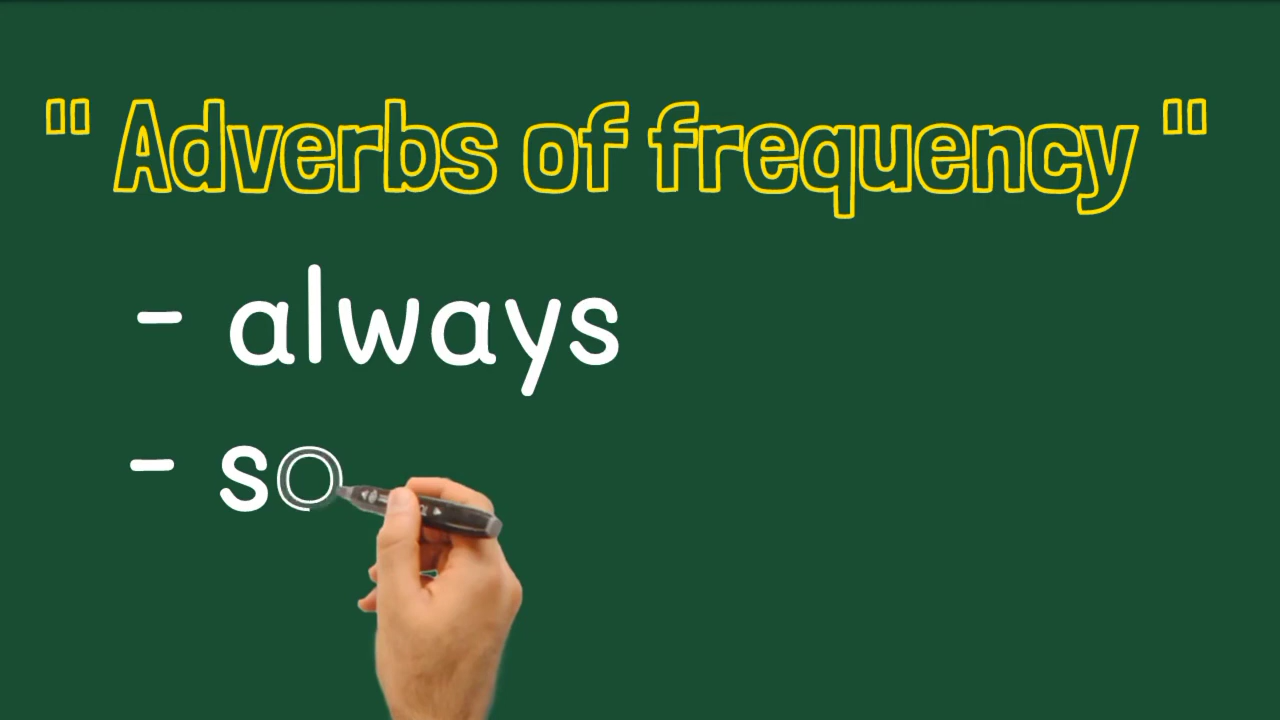 " Adverbs of frequency "
- always
- so